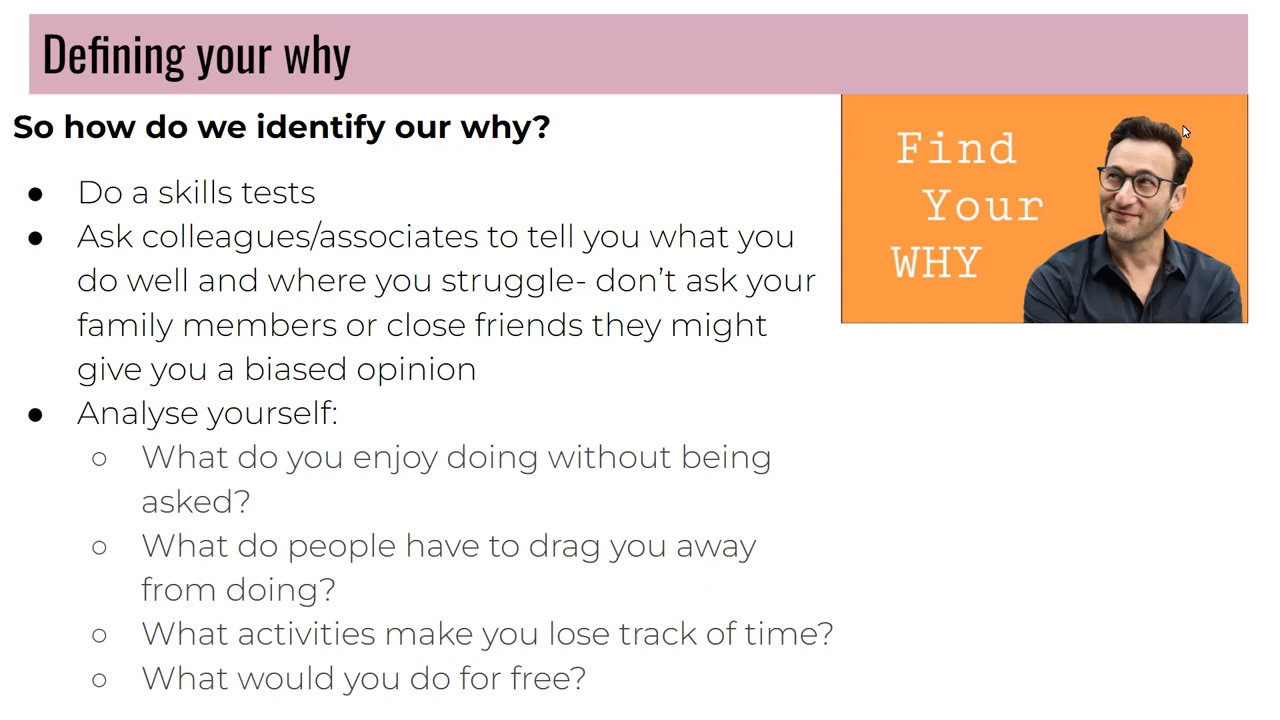 Defining your why
So how do we identify our why?
● Do a skills tests
● Ask colleagues/associates to tell you what you
do well and where you struggle- don’t ask your
family members or close friends they might
give you a biased opinion
● Analyse yourself:
○ What do you enjoy doing without being
asked?
○ What do people have to drag you away
from doing?
○ What activities make you lose track of time?
○ What would you do for free?
Find
Your
WHY